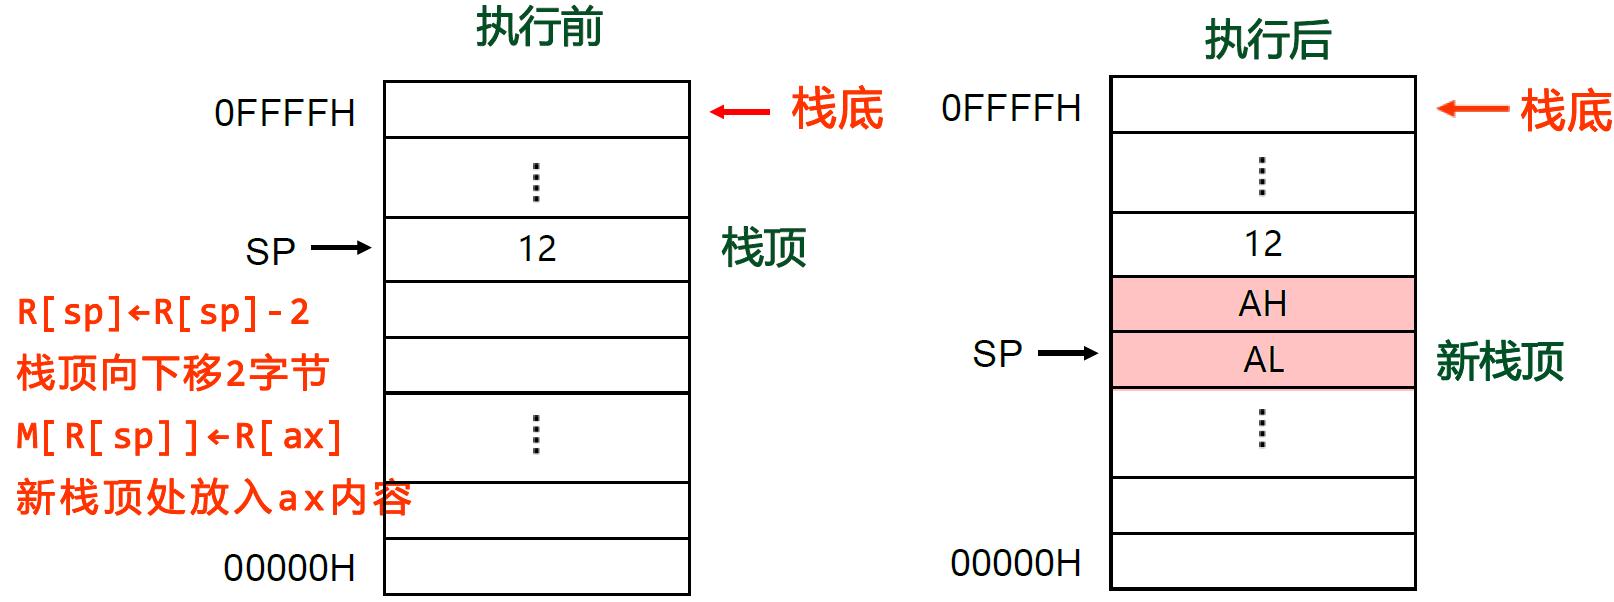 执行前
0FFFFH
栈底
SP
12
栈顶
R[sp]←R[sp]-2
栈顶向下移2字节
M[R[sp]]←R[ax]
新栈顶处放入ax内容
00000H
执行后
0FFFFH
栈底
12
AH
SP
AL
新栈顶
00000H